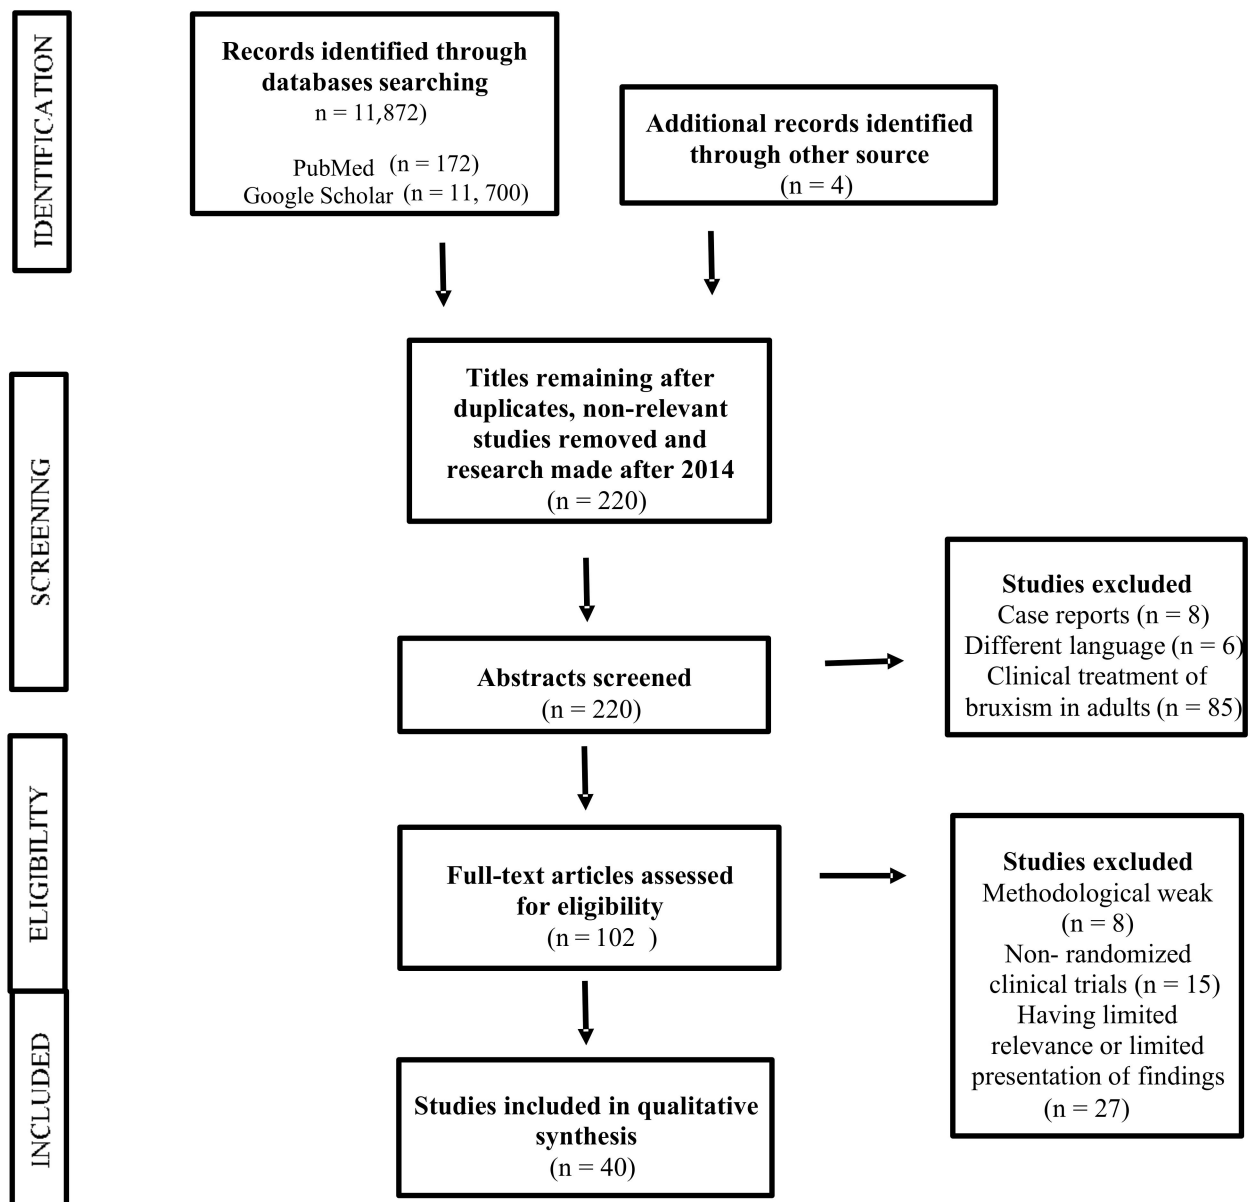 IDENTIFICATION
Records identified through
databases searching
n = 11,872)
PubMed (n = 172)
Google Scholar (n = 11, 700)
Additional records identified
through other source
(n = 4)
SCREENING
Titles remaining after
duplicates, non-relevant
studies removed and
research made after 2014
(n = 220)
Abstracts screened
(n = 220)
Studies excluded
Case reports (n = 8)
Different language (n = 6)
Clinical treatment of
bruxism in adults (n = 85)
ELIGIBILITY
Full-text articles assessed
for eligibility
(n = 102 )
Studies excluded
Methodological weak
(n = 8)
Non- randomized
clinical trials (n = 15)
Having limited
relevance or limited
presentation of findings
(n = 27)
INCLUDED
Studies included in qualitative
synthesis
(n = 40)